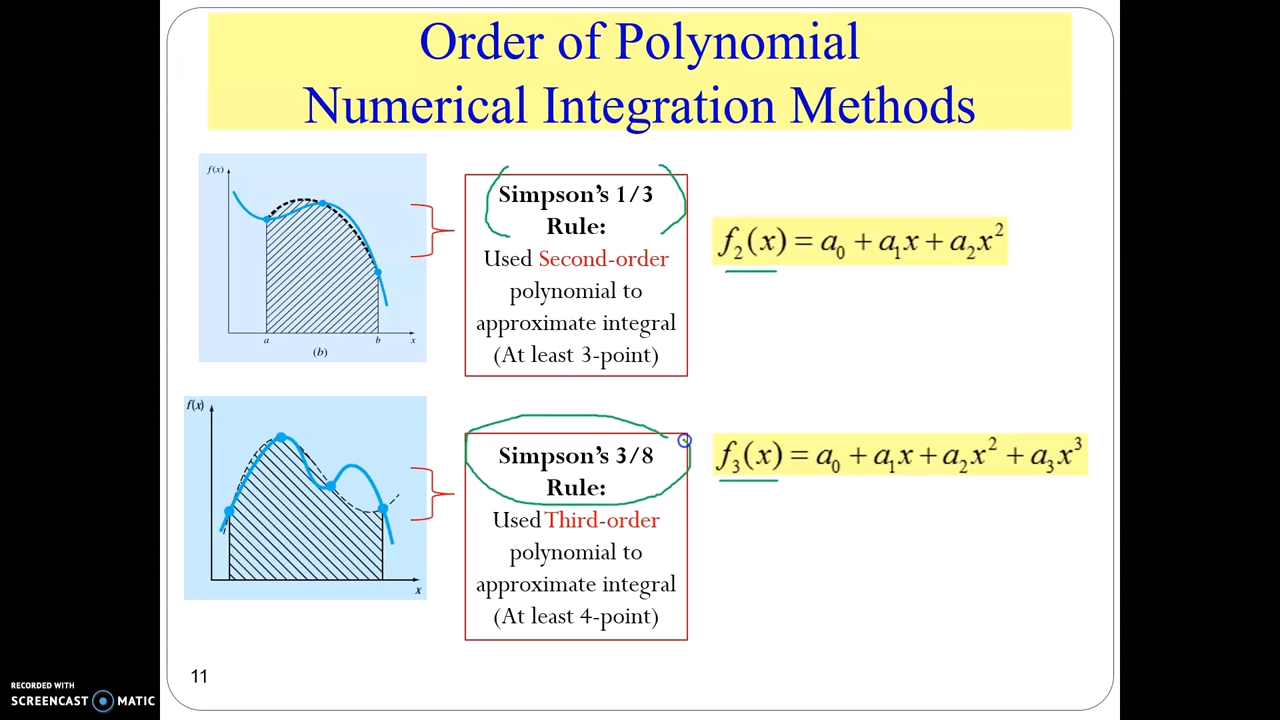 Order of Polynomial
Numerical Integration Methods
f(x)
a
b
x
(b)
Simpson's 1/3
Rule:
Used Second-order
polynomial to
approximate integral
(At least 3-point)
f₂(x) = a₀ + a₁x + a₂x²
f(x)
x
Simpson's 3/8
Rule:
Used Third-order
polynomial to
approximate integral
(At least 4-point)
f₃(x) = a₀ + a₁x + a₂x² + a₃x³
11
RECORDED WITH
SCREENCAST MATIC